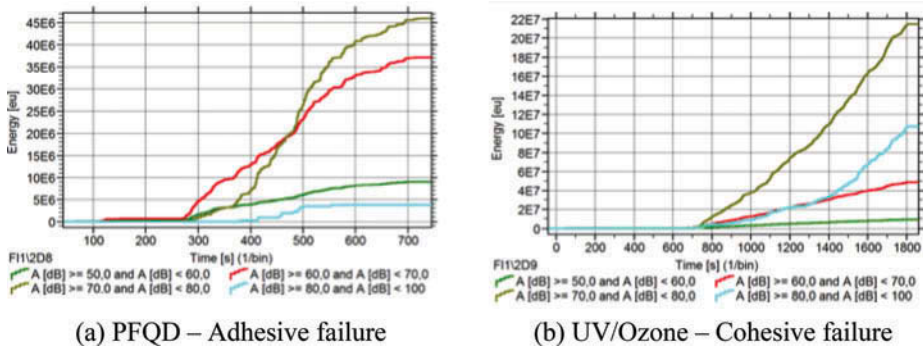 45E6
40E6
35E6
30E6
25E6
20E6
15E6
10E6
5E6
0
Energy [eu]
100 200 300 400 500 600 700
Time [s] (1/bin)
FI1\2D8
A [dB] >= 50,0 and A [dB] < 60,0
A [dB] >= 60,0 and A [dB] < 70,0
A [dB] >= 70.0 and A [dB] < 80,0
A [dB] >= 80,0 and A [dB] < 100
(a) PFQD – Adhesive failure
22E7
20E7
16E7
12E7
10E7
8E7
4E7
2E7
0
Energy [eu]
0 200 400 600 800 1000 1200 1400 1600 1800
Time [s] (1/bin)
FI1\2D9
A [dB] >= 50,0 and A [dB] < 60,0
A [dB] >= 60,0 and A [dB] < 70,0
A [dB] >= 70,0 and A [dB] < 80,0
A [dB] >= 80,0 and A [dB] < 100
(b) UV/Ozone – Cohesive failure